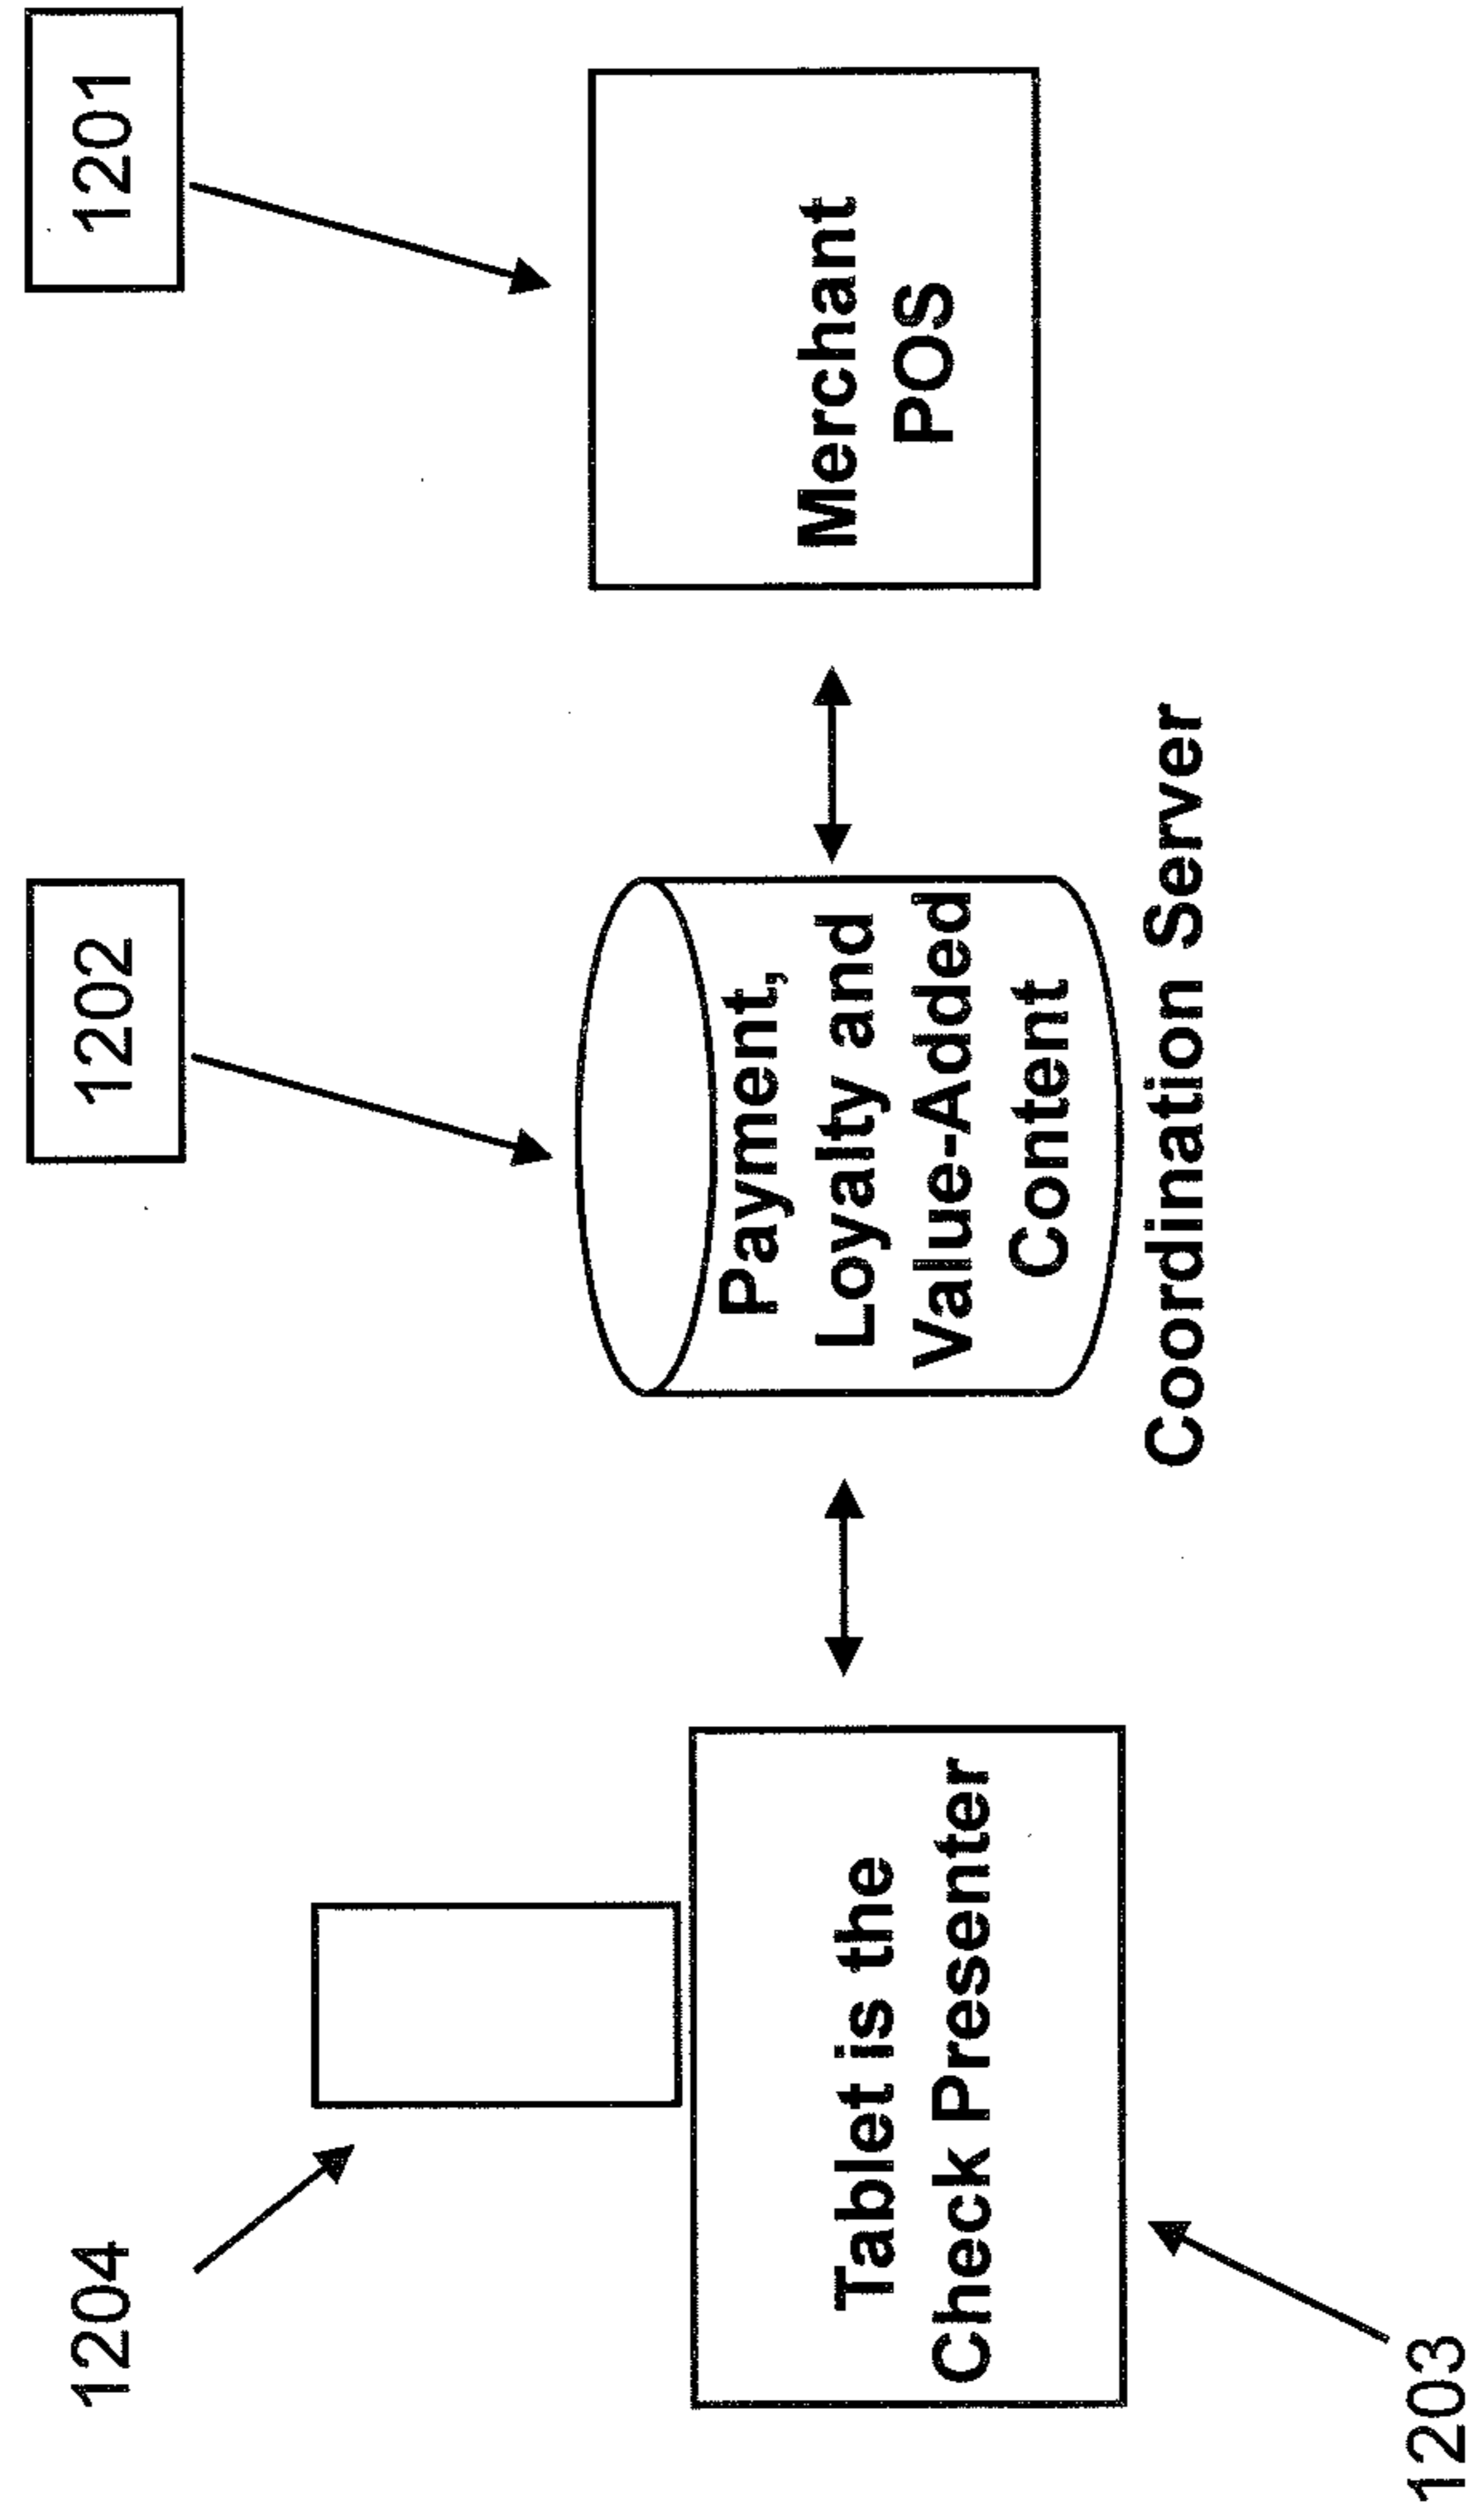 1204
1202
1201
Tablet is the
Check Presenter
Payment,
Loyalty and
Value-Added
Content
Merchant
POS
Coordination Server
1203